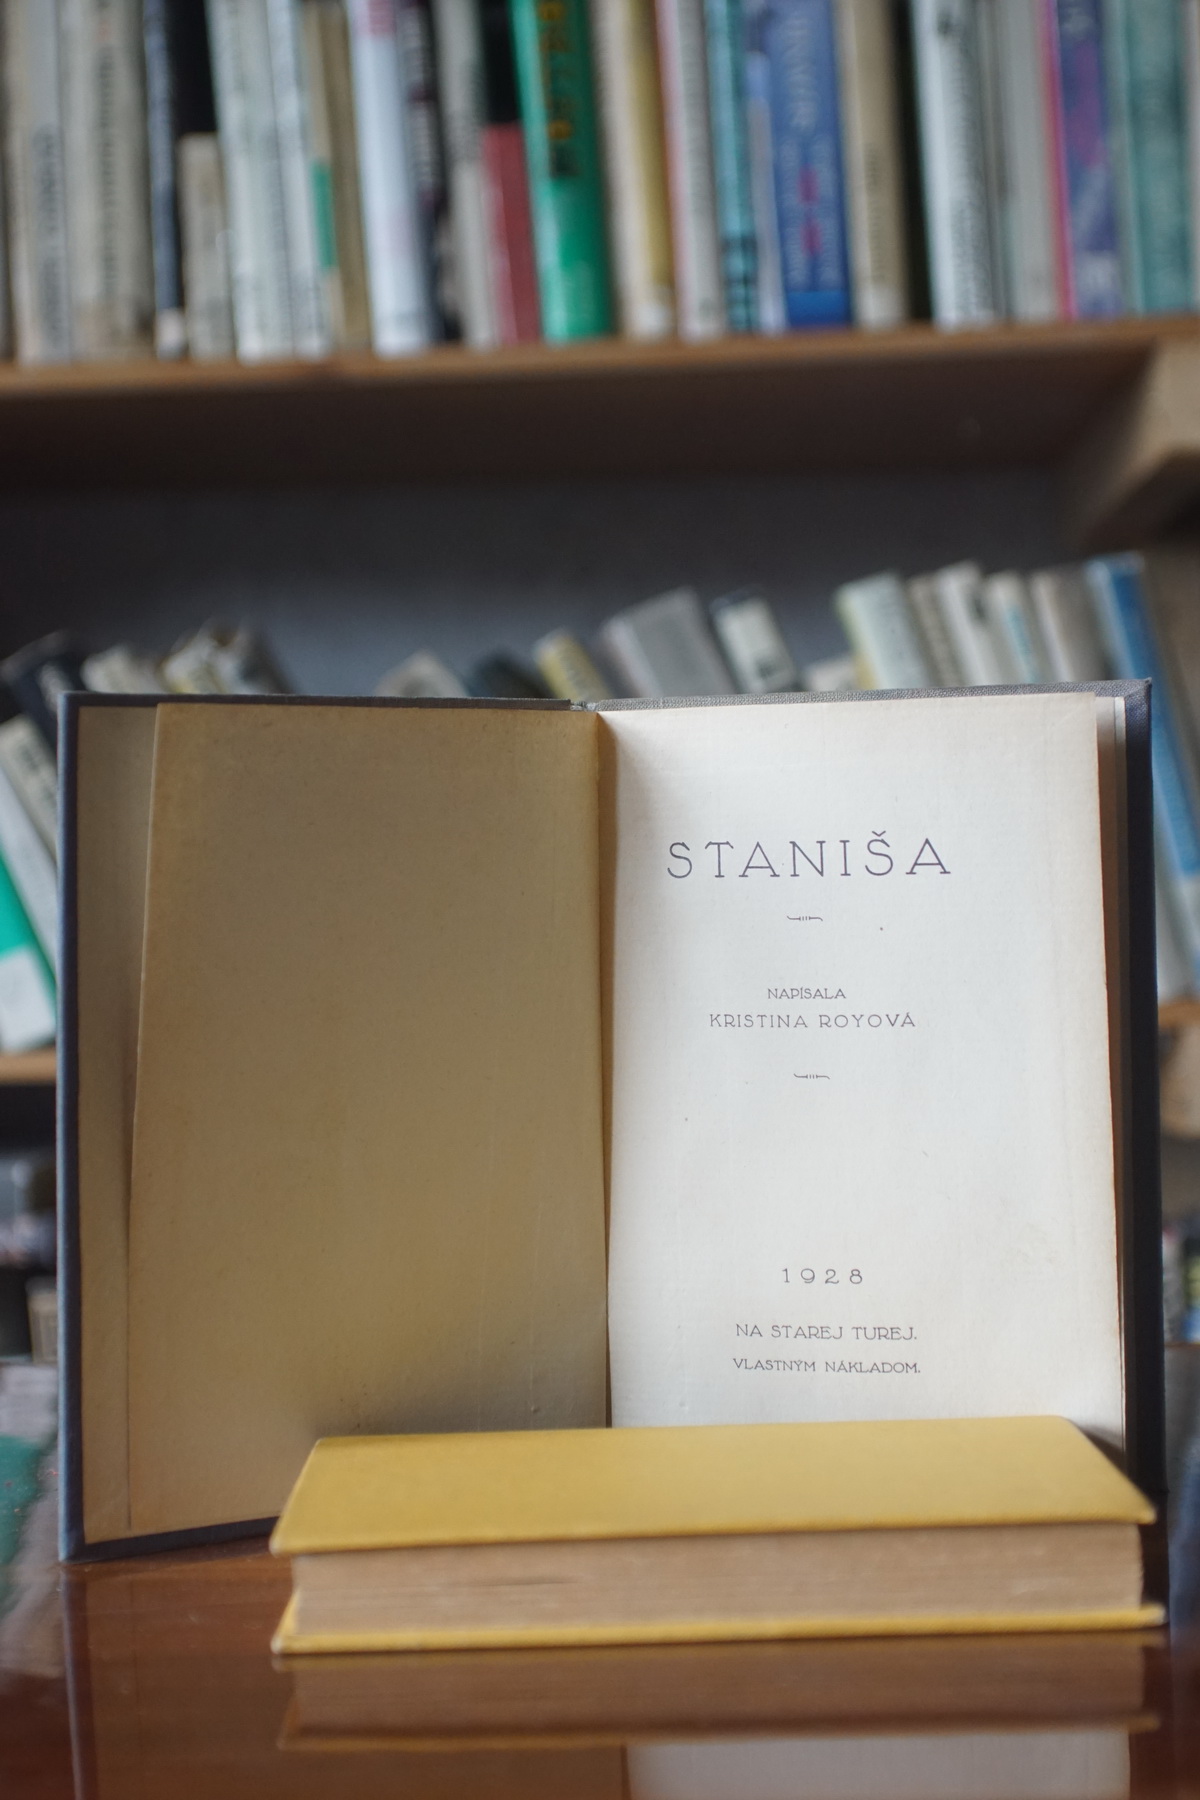 STANIŠA
NAPÍSALA
KRISTINA ROYOVÁ
1928
NA STAREJ TUREJ.
VLASTNÝM NÁKLADOM.